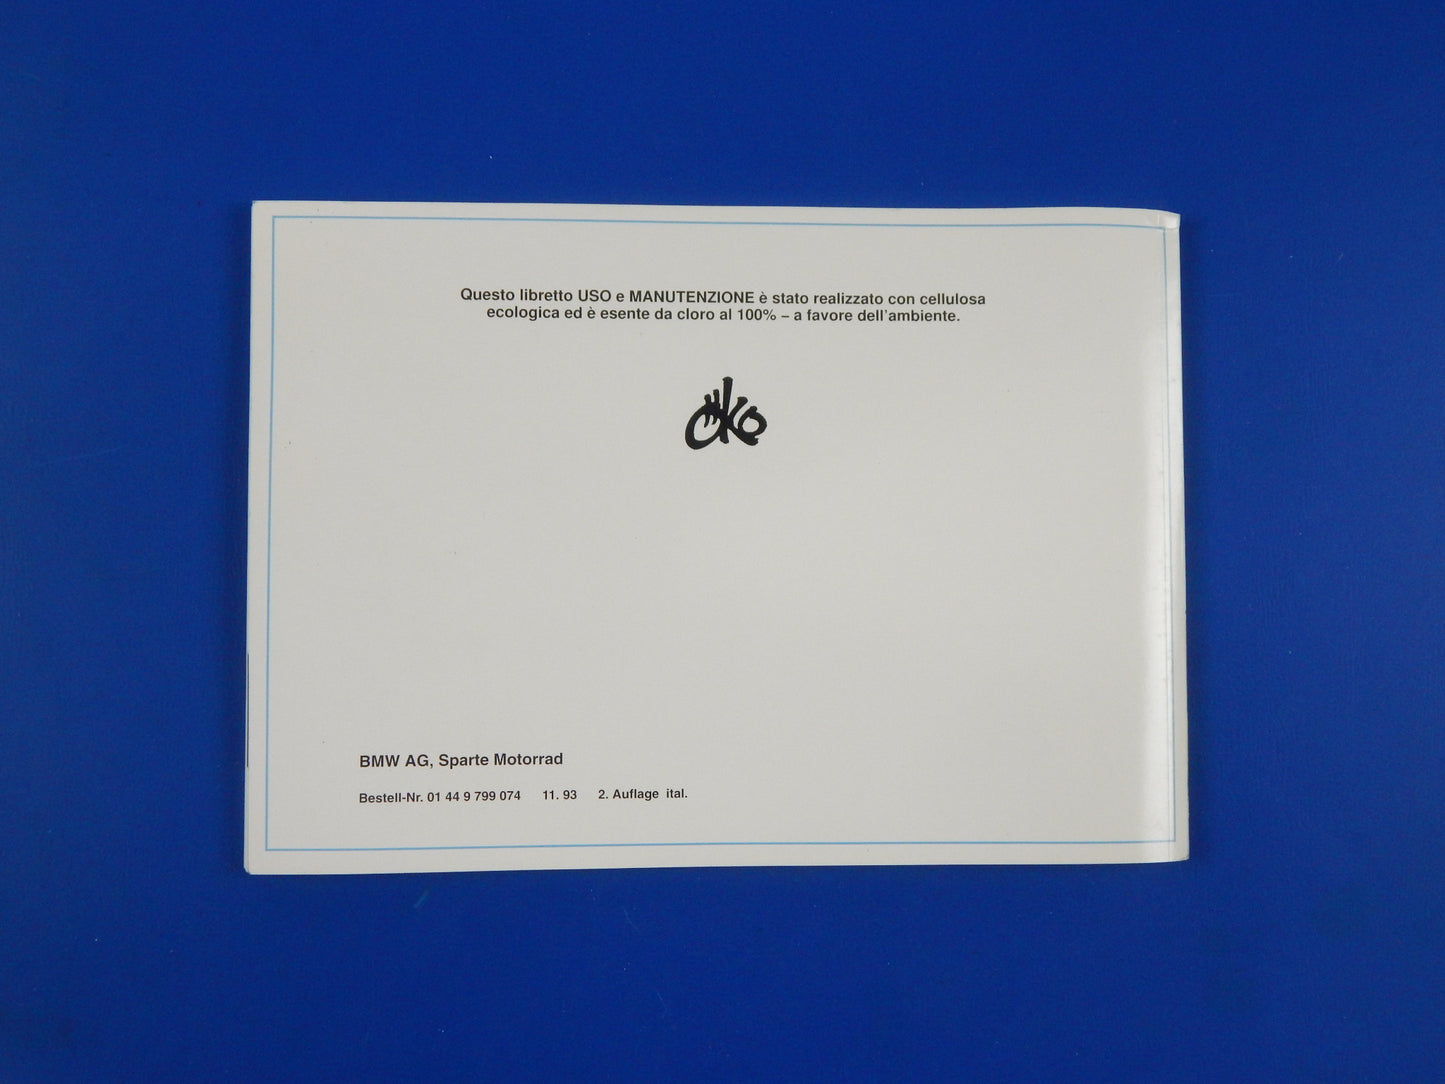 Questo libretto USO e MANUTENZIONE è stato realizzato con cellulosa
ecologica ed è esente da cloro al 100% – a favore dell'ambiente.
öko
BMW AG, Sparte Motorrad
Bestell-Nr. 01 44 9 799 074 11. 93 2. Auflage ital.